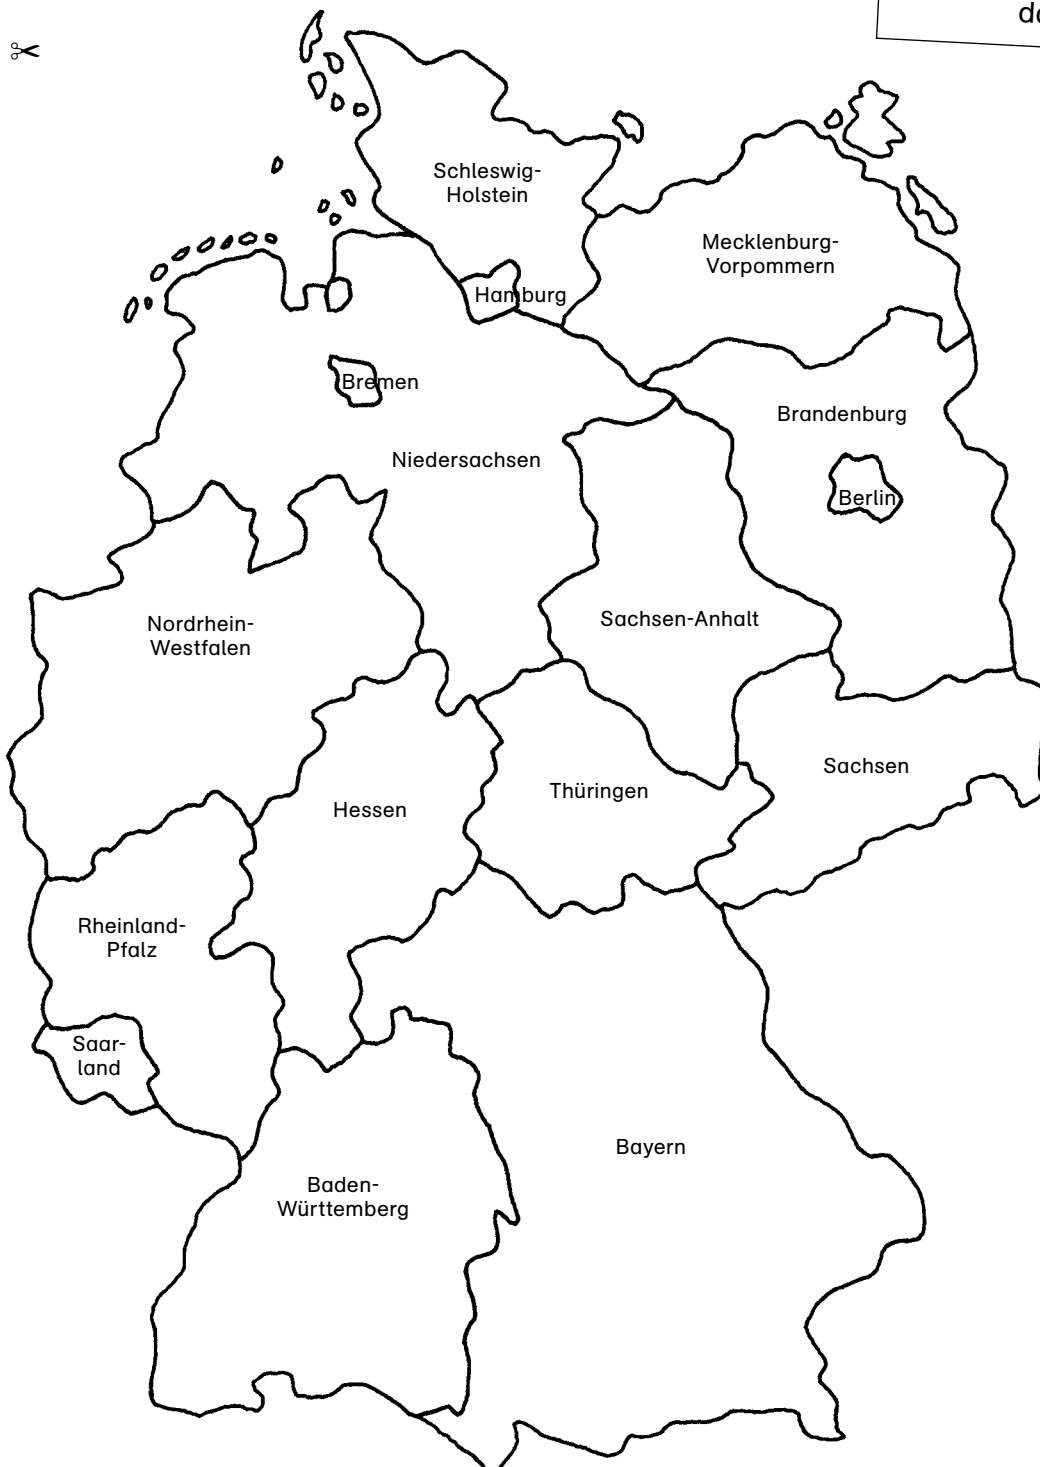 Schleswig-
Holstein
Mecklenburg-
Vorpommern
Hamburg
Bremen
Brandenburg
Niedersachsen
Berlin
Sachsen-Anhalt
Nordrhein-
Westfalen
Sachsen
Thüringen
Hessen
Rheinland-
Pfalz
Saar-
land
Bayern
Baden-
Württemberg